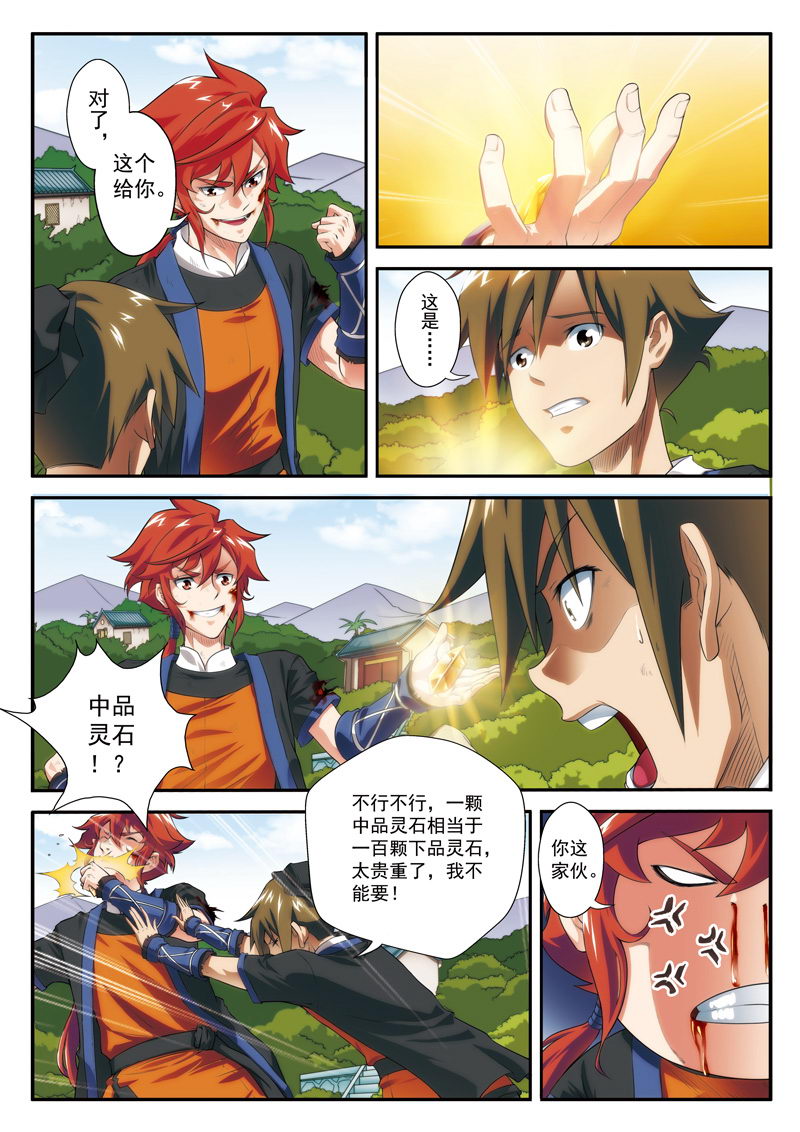 对了，
这个
给你。
这是……
中品
灵石
！？
不行不行，一颗
中品灵石相当于
一百颗下品灵石，
太贵重了，我不
能要！
你这
家伙。